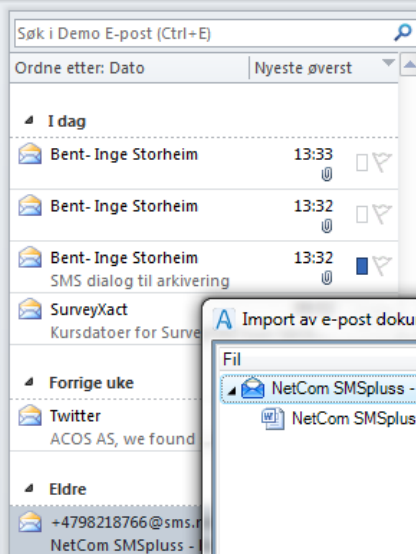 Søk i Demo E-post (Ctrl+E)
Ordne etter: Dato Nyeste øverst
I dag
Bent- Inge Storheim 13:33
Bent- Inge Storheim 13:32
Bent- Inge Storheim 13:32
SMS dialog til arkivering
SurveyXact
Kursdatoer for Surve
Import av e-post doku
Fil
Forrige uke
NetCom SMSpluss -
Twitter
NetCom SMSplus
ACOS AS, we found
Eldre
+4798218766@sms.
NetCom SMSpluss -